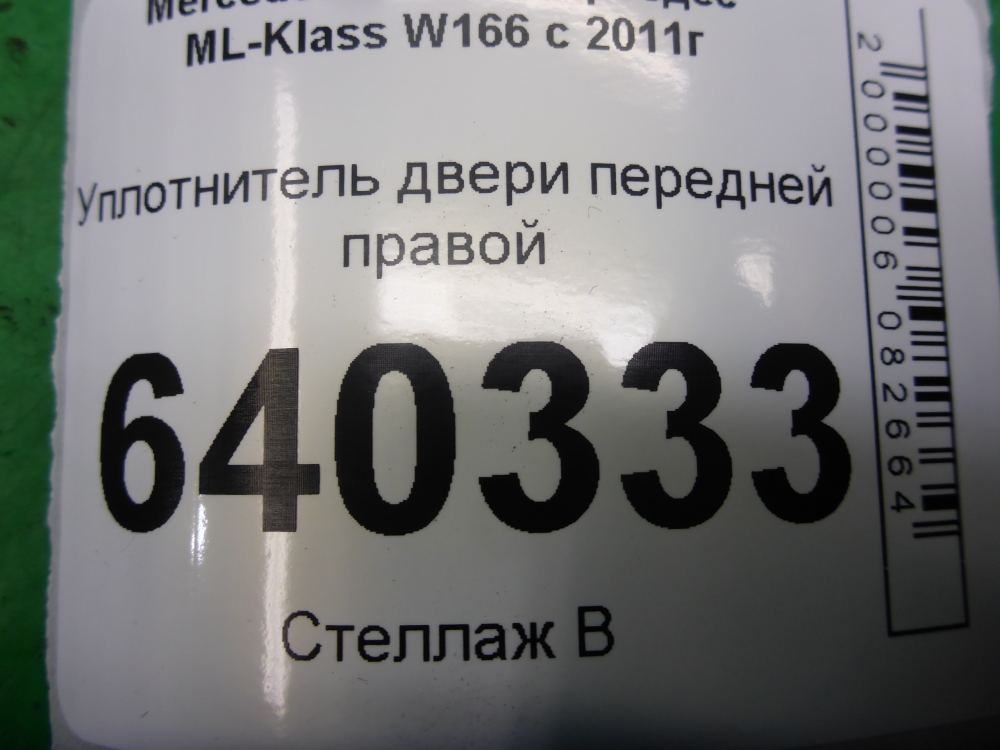 ML-Klass W166 с 2011г
Уплотнитель двери передней
правой
640333
Стеллаж В
2000006082664